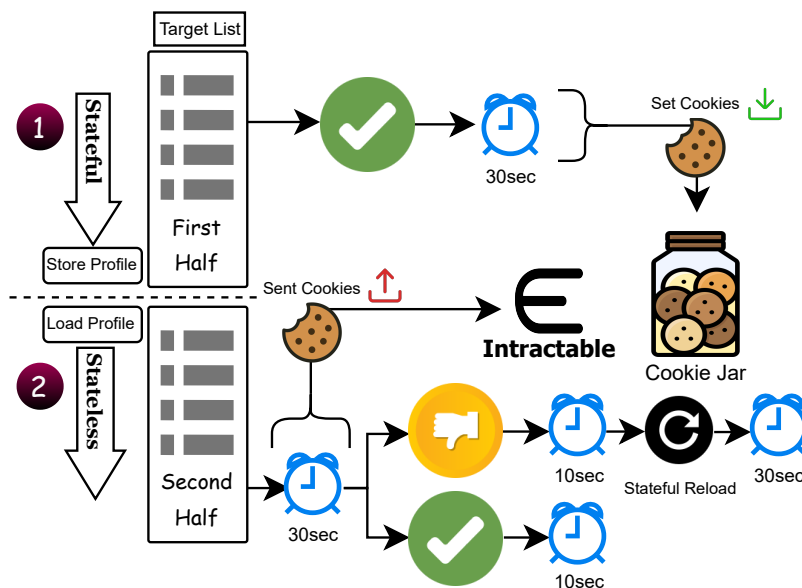 Target List
1
Stateful
First
Half
30sec
Set Cookies
Store Profile
Sent Cookies
Load Profile
Intractable
Cookie Jar
2
Stateless
Second
Half
30sec
10sec
Stateful Reload
30sec
10sec